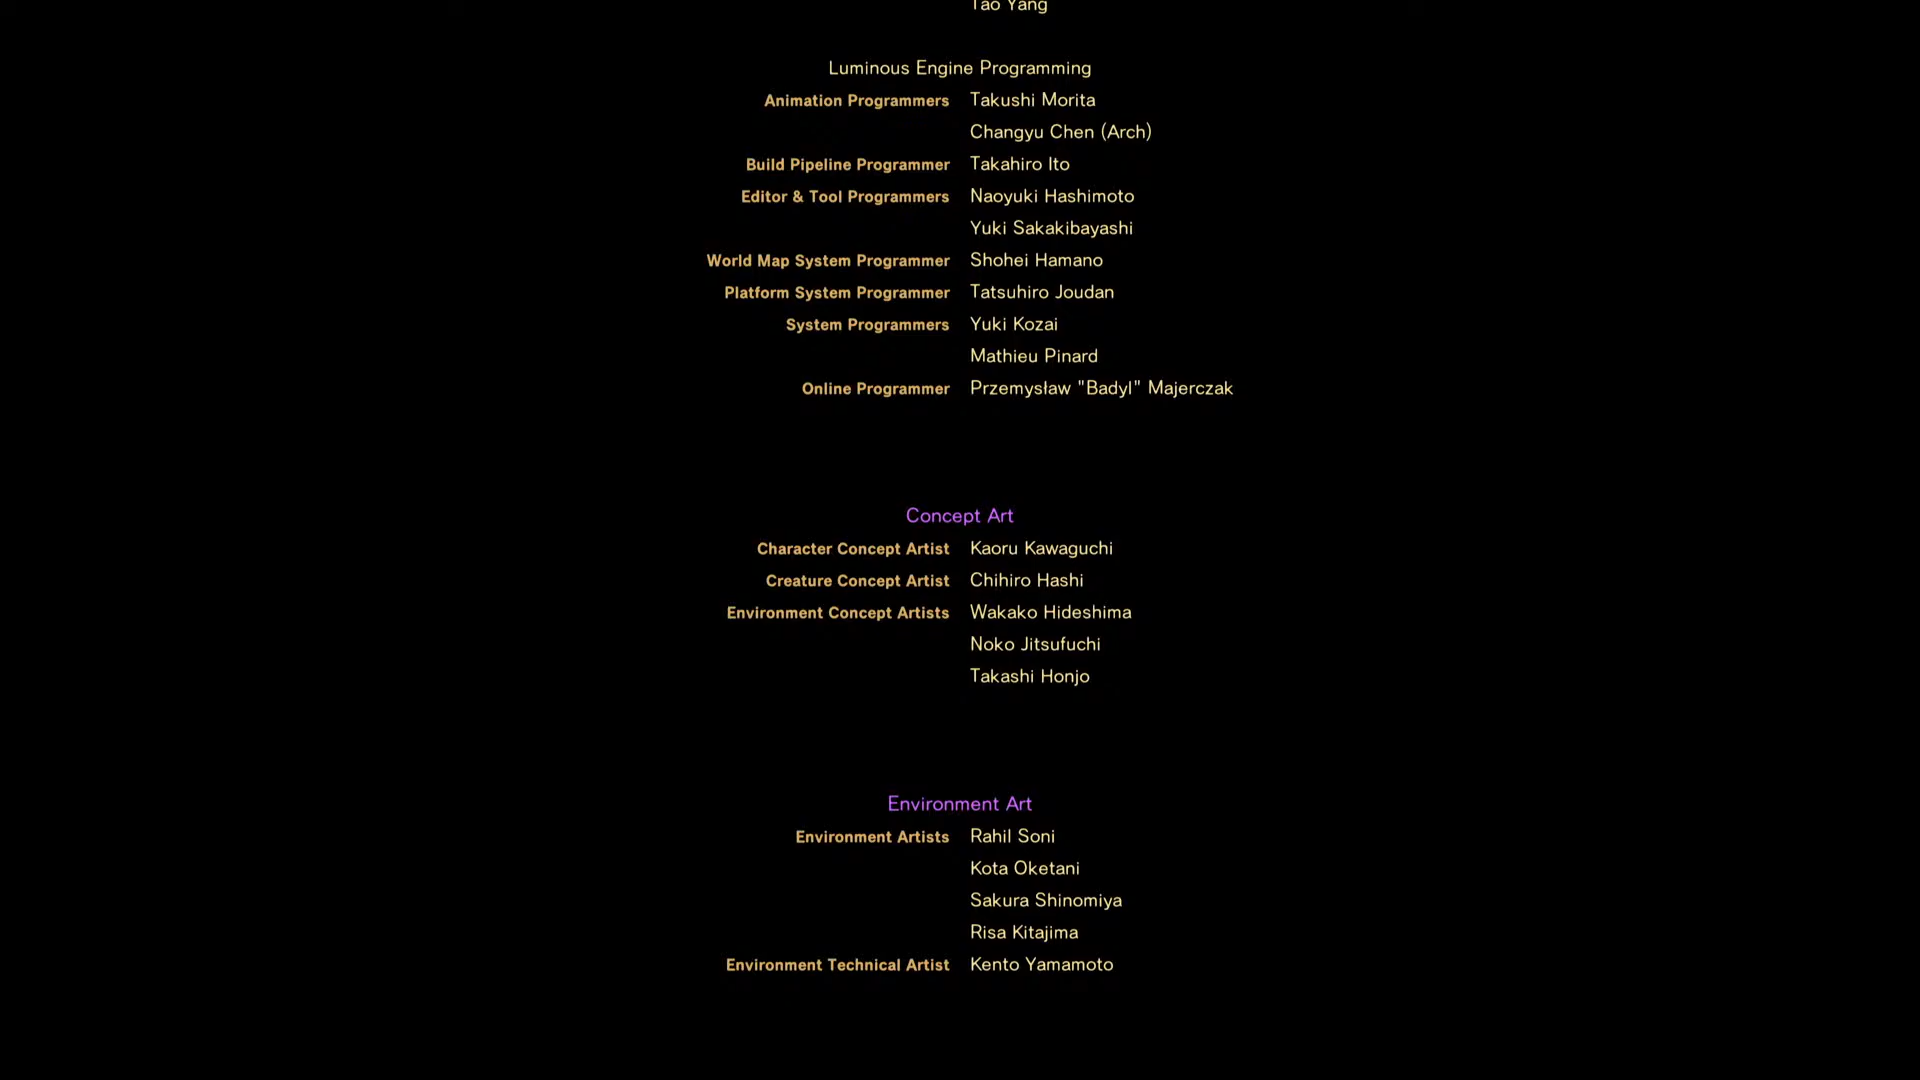 Tao Yang
Luminous Engine Programming
Animation Programmers Takushi Morita
Changyu Chen (Arch)
Build Pipeline Programmer Takahiro Ito
Editor & Tool Programmers Naoyuki Hashimoto
Yuki Sakakibayashi
World Map System Programmer Shohei Hamano
Platform System Programmer Tatsuhiro Joudan
System Programmers Yuki Kozai
Mathieu Pinard
Online Programmer Przemysław "Badyl" Majerczak
Concept Art
Character Concept Artist Kaoru Kawaguchi
Creature Concept Artist Chihiro Hashi
Environment Concept Artists Wakako Hideshima
Noko Jitsufuchi
Takashi Honjo
Environment Art
Environment Artists Rahil Soni
Kota Oketani
Sakura Shinomiya
Risa Kitajima
Environment Technical Artist Kento Yamamoto